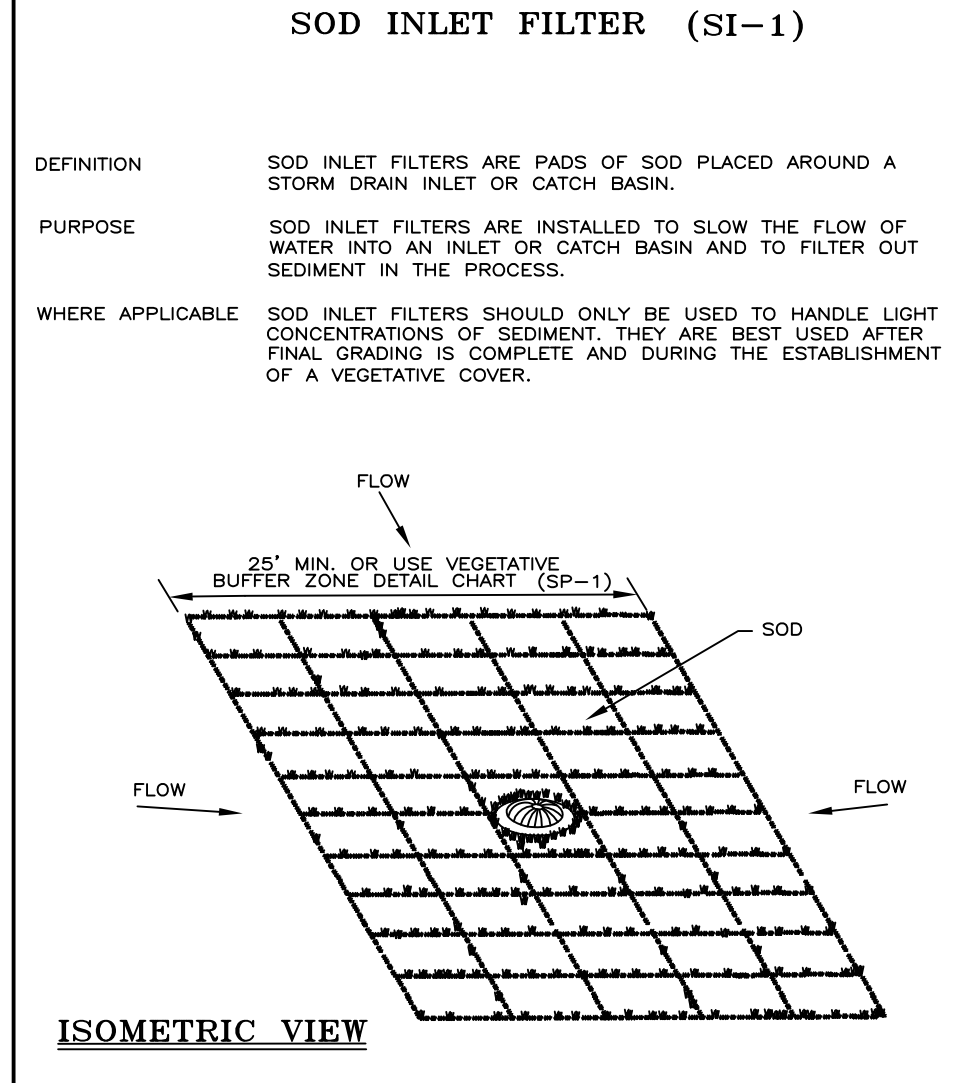 SOD INLET FILTER (SI-1)
DEFINITION
SOD INLET FILTERS ARE PADS OF SOD PLACED AROUND A
STORM DRAIN INLET OR CATCH BASIN.
PURPOSE
SOD INLET FILTERS ARE INSTALLED TO SLOW THE FLOW OF
WATER INTO AN INLET OR CATCH BASIN AND TO FILTER OUT
SEDIMENT IN THE PROCESS.
WHERE APPLICABLE
SOD INLET FILTERS SHOULD ONLY BE USED TO HANDLE LIGHT
CONCENTRATIONS OF SEDIMENT. THEY ARE BEST USED AFTER
FINAL GRADING IS COMPLETE AND DURING THE ESTABLISHMENT
OF A VEGETATIVE COVER.
FLOW
25' MIN. OR USE VEGETATIVE
BUFFER ZONE DETAIL CHART (SP-1)
SOD
FLOW
FLOW
ISOMETRIC VIEW